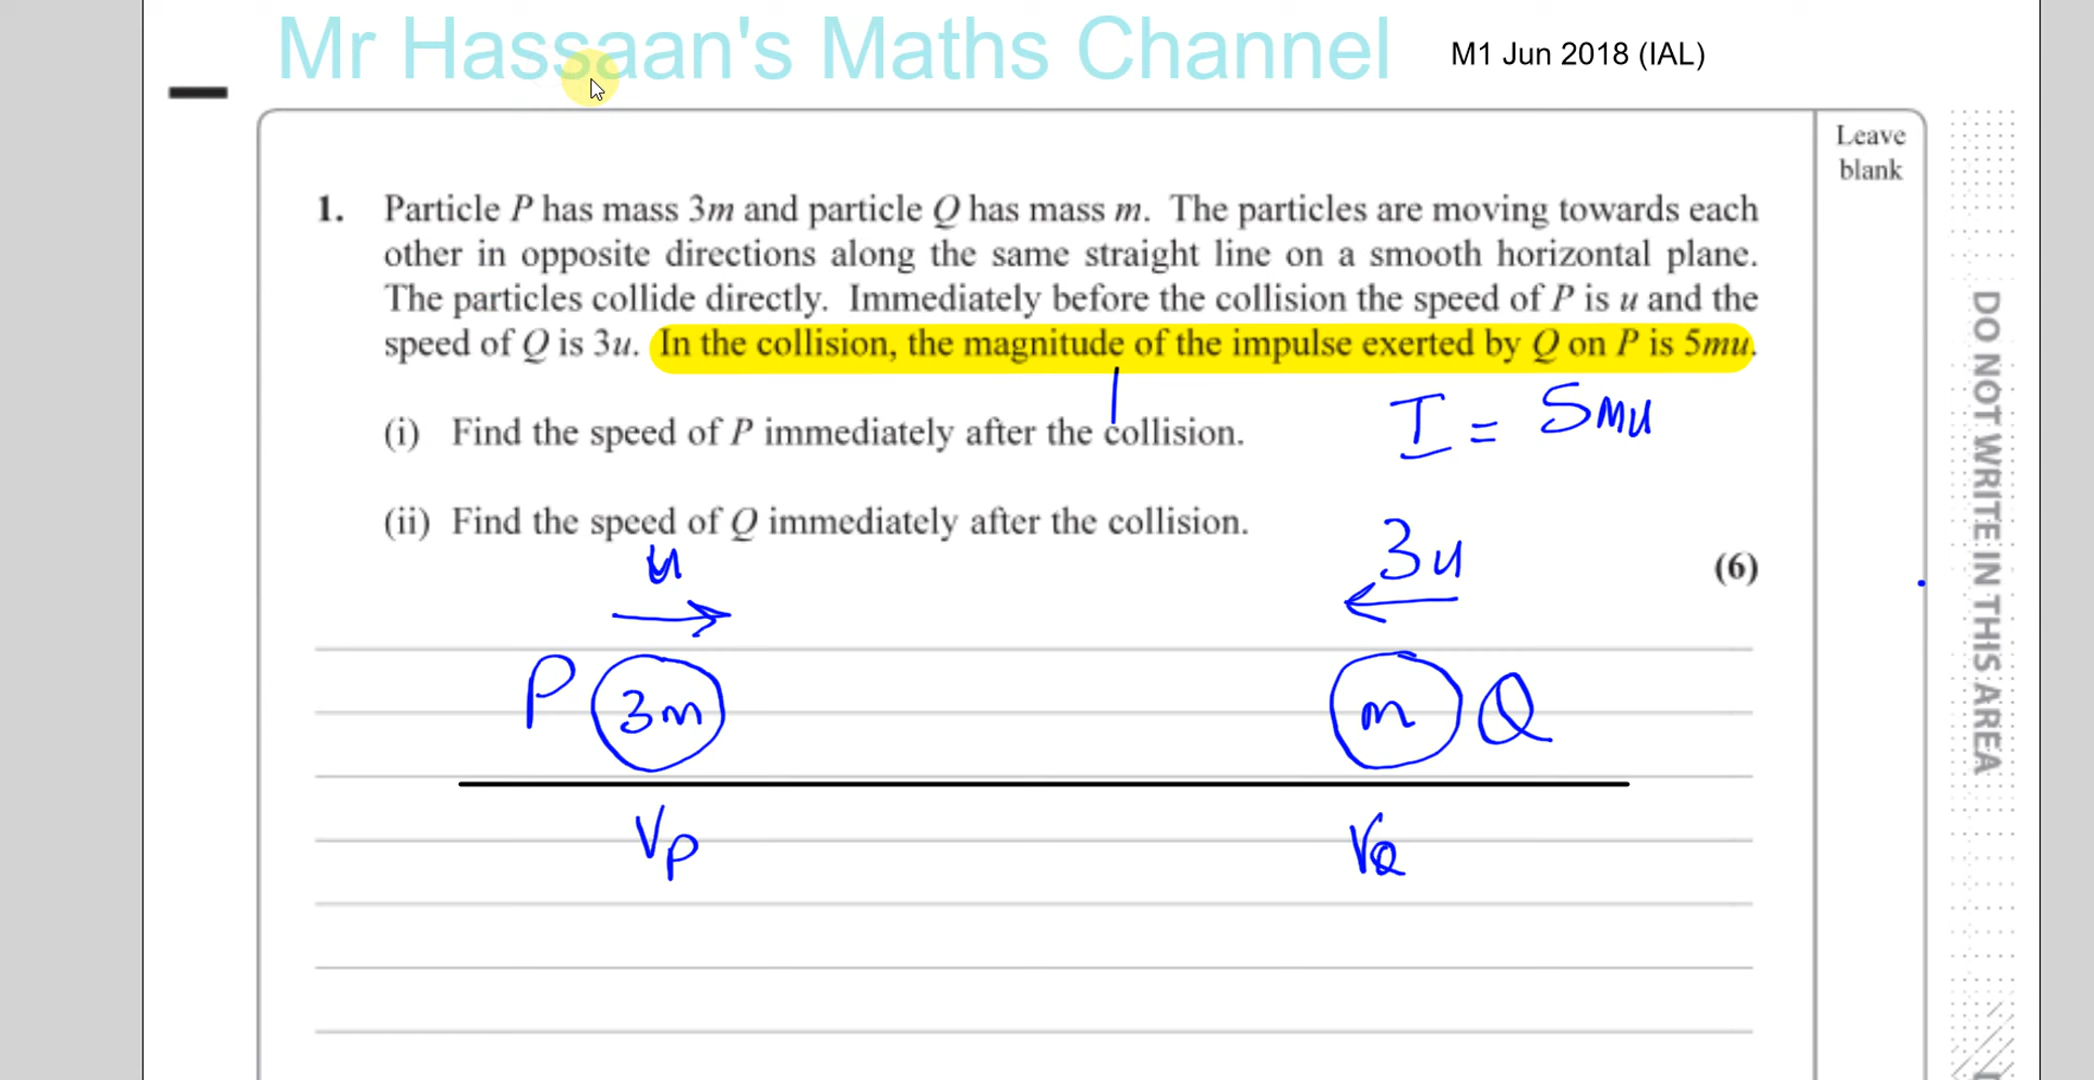 Mr Hassaan's Maths Channel M1 Jun 2018 (IAL)
Leave
blank
1. Particle P has mass 3m and particle Q has mass m. The particles are moving towards each
other in opposite directions along the same straight line on a smooth horizontal plane.
The particles collide directly. Immediately before the collision the speed of P is u and the
speed of Q is 3u. In the collision, the magnitude of the impulse exerted by Q on P is 5mu.
I = 5mu
(i) Find the speed of P immediately after the collision.
(ii) Find the speed of Q immediately after the collision.
(6)
u 3u
P 3m m Q
Vp VQ
DO NOT WRITE IN THIS AREA